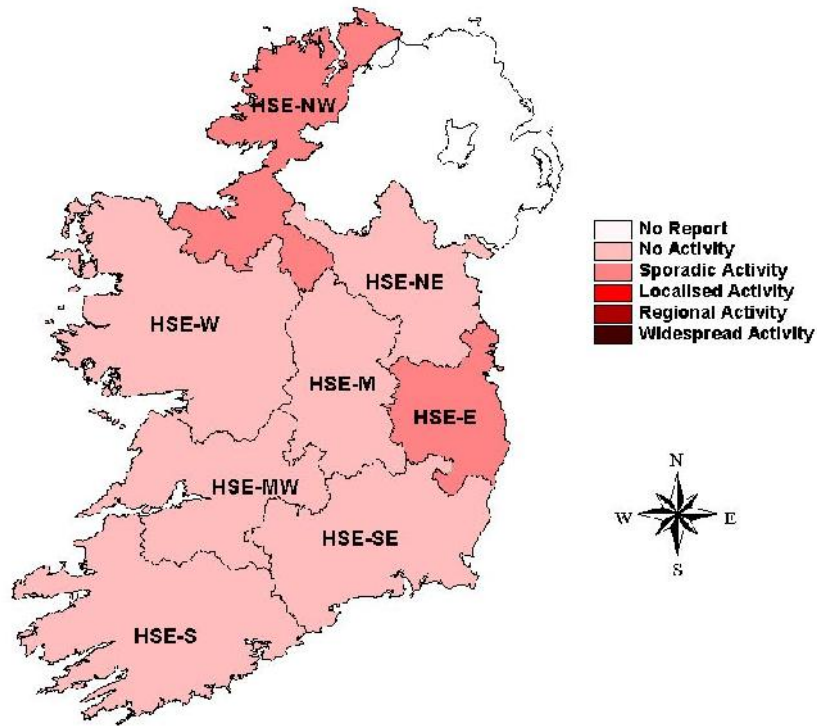 HSE-NW
HSE-NE
HSE-W
HSE-M
HSE-E
HSE-MW
HSE-SE
HSE-S
No Report
No Activity
Sporadic Activity
Localised Activity
Regional Activity
Widespread Activity
N
W E
S